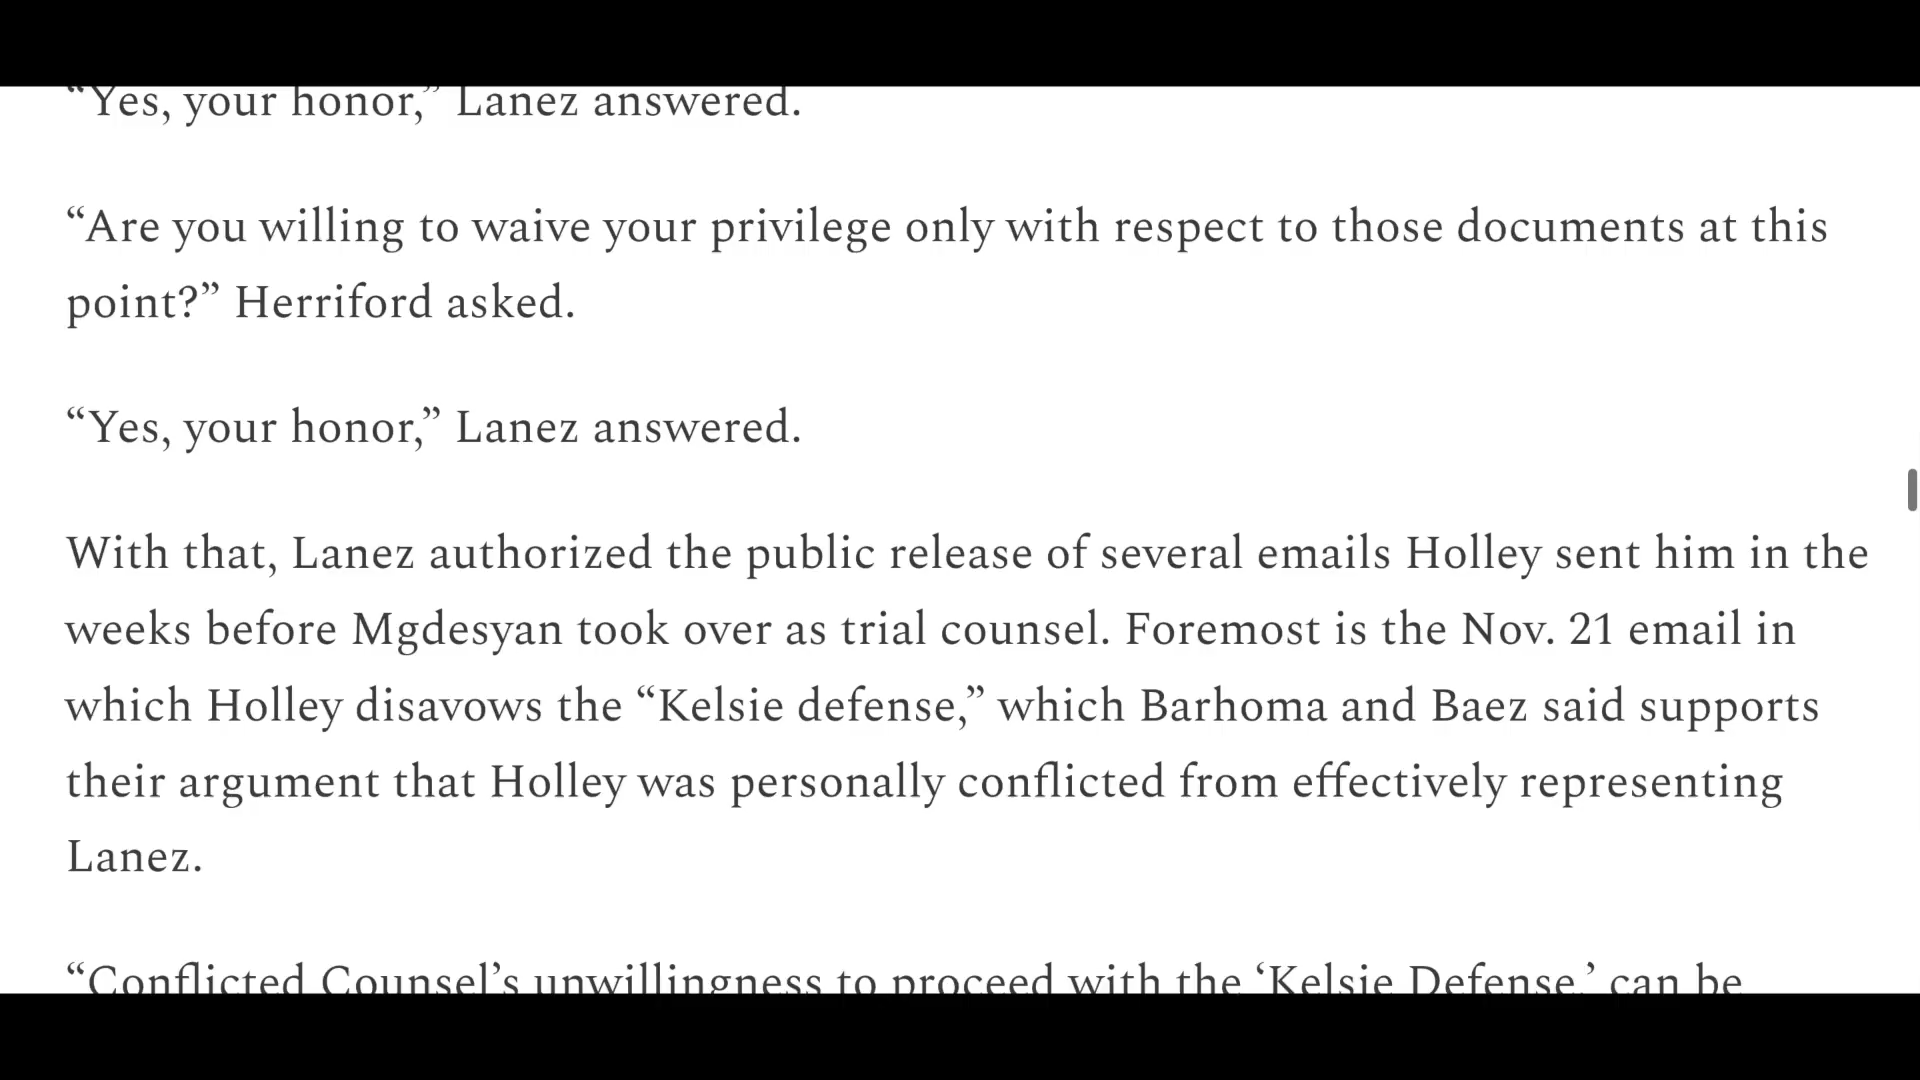 “Yes, your honor,” Lanez answered.
“Are you willing to waive your privilege only with respect to those documents at this
point?” Herriford asked.
“Yes, your honor,” Lanez answered.
With that, Lanez authorized the public release of several emails Holley sent him in the
weeks before Mgdesyan took over as trial counsel. Foremost is the Nov. 21 email in
which Holley disavows the “Kelsie defense,” which Barhoma and Baez said supports
their argument that Holley was personally conflicted from effectively representing
Lanez.
“Conflicted Counsel’s unwillingness to proceed with the ‘Kelsie Defense,’ can be